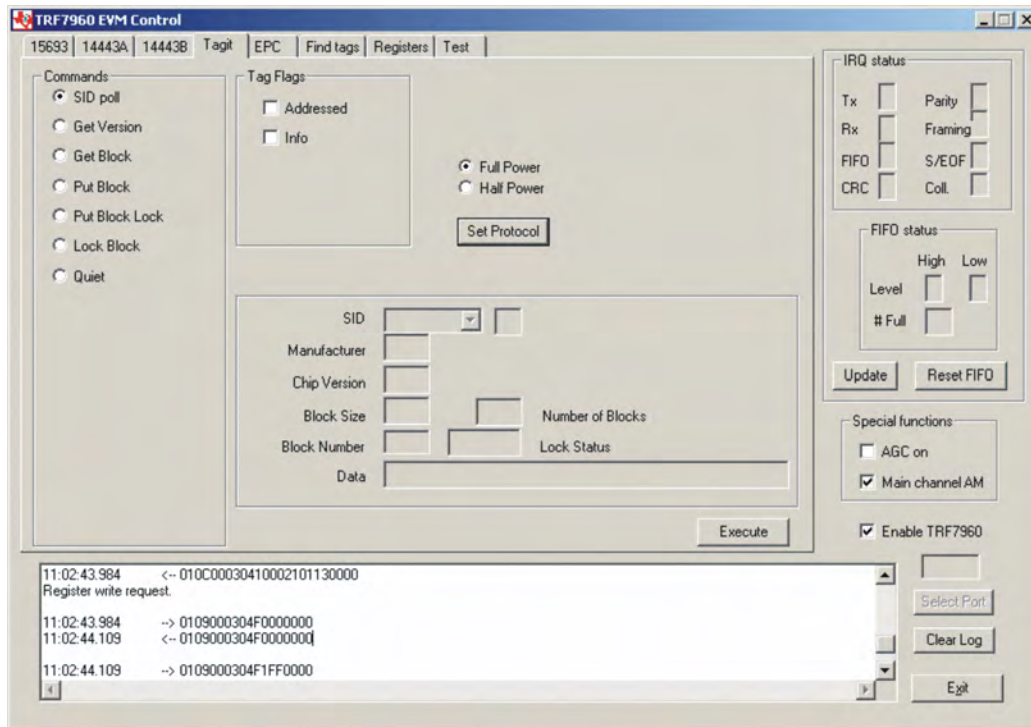 TRF7960 EVM Control
15693 14443A 14443B Tagit EPC Find tags Registers Test
Commands
SID poll
Get Version
Get Block
Put Block
Put Block Lock
Lock Block
Quiet
Tag Flags
Addressed
Info
Full Power
Half Power
Set Protocol
SID
Manufacturer
Chip Version
Block Size Number of Blocks
Block Number Lock Status
Data
Execute
IRQ status
Tx Parity
Rx Framing
FIFO S/EOF
CRC Coll.
FIFO status
High Low
Level
# Full
Update Reset FIFO
Special functions
AGC on
Main channel AM
Enable TRF7960
Select Port
Clear Log
Exit
11:02:43.984 <-- 010C00030410002101130000
Register write request.
11:02:43.984 --> 0109000304F0000000
11:02:44.109 <-- 0109000304F0000000
11:02:44.109 --> 0109000304F1FF0000